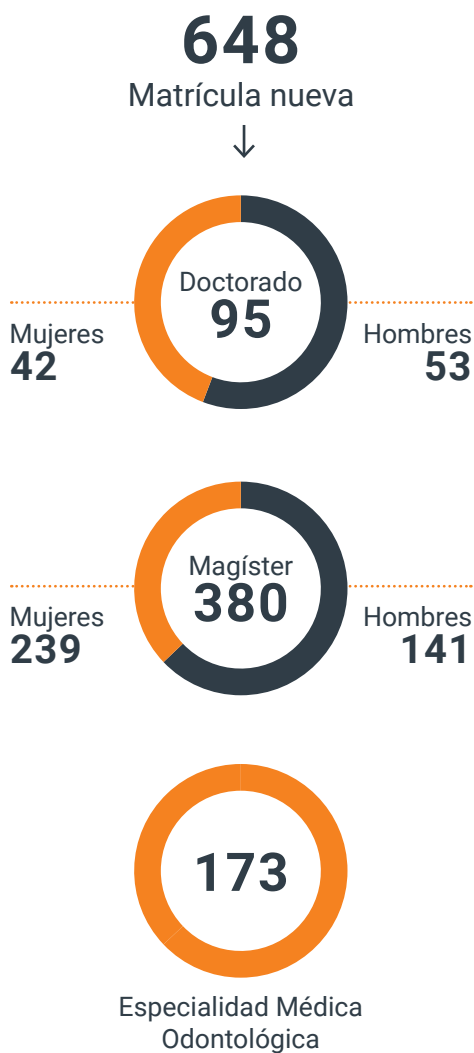 648
Matrícula nueva
Doctorado
95
Mujeres
42
Hombres
53
Magíster
380
Mujeres
239
Hombres
141
173
Especialidad Médica
Odontológica